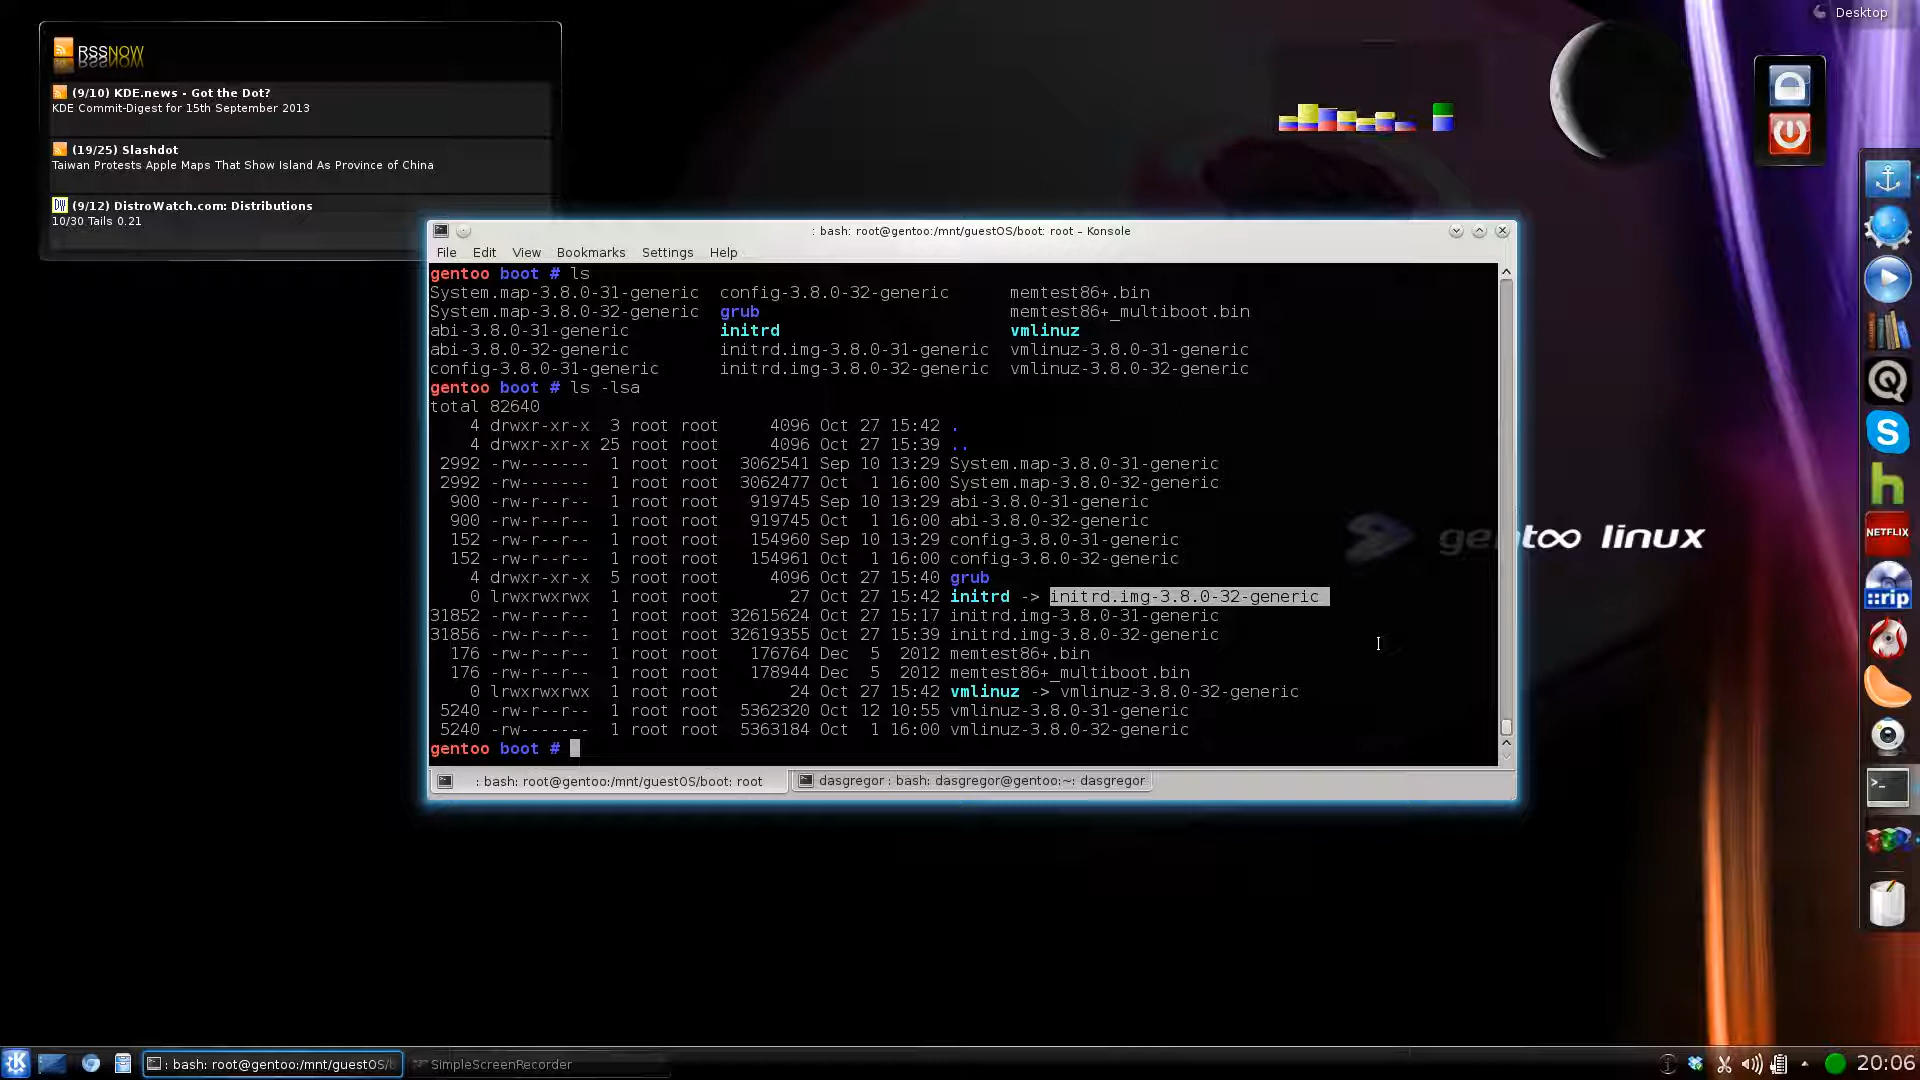 Desktop
RSSNOW
(9/10) KDE.news - Got the Dot?
KDE Commit-Digest for 15th September 2013
(19/25) Slashdot
Taiwan Protests Apple Maps That Show Island As Province of China
DW (9/12) DistroWatch.com: Distributions
10/30 Tails 0.21
: bash: root@gentoo:/mnt/guestOS/boot: root – Konsole
File Edit View Bookmarks Settings Help
gentoo boot # ls
System.map-3.8.0-31-generic config-3.8.0-32-generic memtest86+.bin
System.map-3.8.0-32-generic grub memtest86+_multiboot.bin
abi-3.8.0-31-generic initrd vmlinuz
abi-3.8.0-32-generic initrd.img-3.8.0-31-generic vmlinuz-3.8.0-31-generic
config-3.8.0-31-generic initrd.img-3.8.0-32-generic vmlinuz-3.8.0-32-generic
gentoo boot # ls -lsa
total 82640
4 drwxr-xr-x 3 root root 4096 Oct 27 15:42 .
4 drwxr-xr-x 25 root root 4096 Oct 27 15:39 ..
2992 -rw------- 1 root root 3062541 Sep 10 13:29 System.map-3.8.0-31-generic
2992 -rw------- 1 root root 3062477 Oct 1 16:00 System.map-3.8.0-32-generic
900 -rw-r--r-- 1 root root 919745 Sep 10 13:29 abi-3.8.0-31-generic
900 -rw-r--r-- 1 root root 919745 Oct 1 16:00 abi-3.8.0-32-generic
152 -rw-r--r-- 1 root root 154960 Sep 10 13:29 config-3.8.0-31-generic
152 -rw-r--r-- 1 root root 154961 Oct 1 16:00 config-3.8.0-32-generic
4 drwxr-xr-x 5 root root 4096 Oct 27 15:40 grub
0 lrwxrwxrwx 1 root root 27 Oct 27 15:42 initrd -> initrd.img-3.8.0-32-generic
31852 -rw-r--r-- 1 root root 32615624 Oct 27 15:17 initrd.img-3.8.0-31-generic
31856 -rw-r--r-- 1 root root 32619355 Oct 27 15:39 initrd.img-3.8.0-32-generic
176 -rw-r--r-- 1 root root 176764 Dec 5 2012 memtest86+.bin
176 -rw-r--r-- 1 root root 178944 Dec 5 2012 memtest86+_multiboot.bin
0 lrwxrwxrwx 1 root root 24 Oct 27 15:42 vmlinuz -> vmlinuz-3.8.0-32-generic
5240 -rw-r--r-- 1 root root 5362320 Oct 12 10:55 vmlinuz-3.8.0-31-generic
5240 -rw------- 1 root root 5363184 Oct 1 16:00 vmlinuz-3.8.0-32-generic
gentoo boot #
: bash: root@gentoo:/mnt/guestOS/boot: root
dasgregor : bash: dasgregor@gentoo:~: dasgregor
gentoo linux
S
h
NETFLIX
::rip
: bash: root@gentoo:/mnt/guestOS/b
SimpleScreenRecorder
20:06